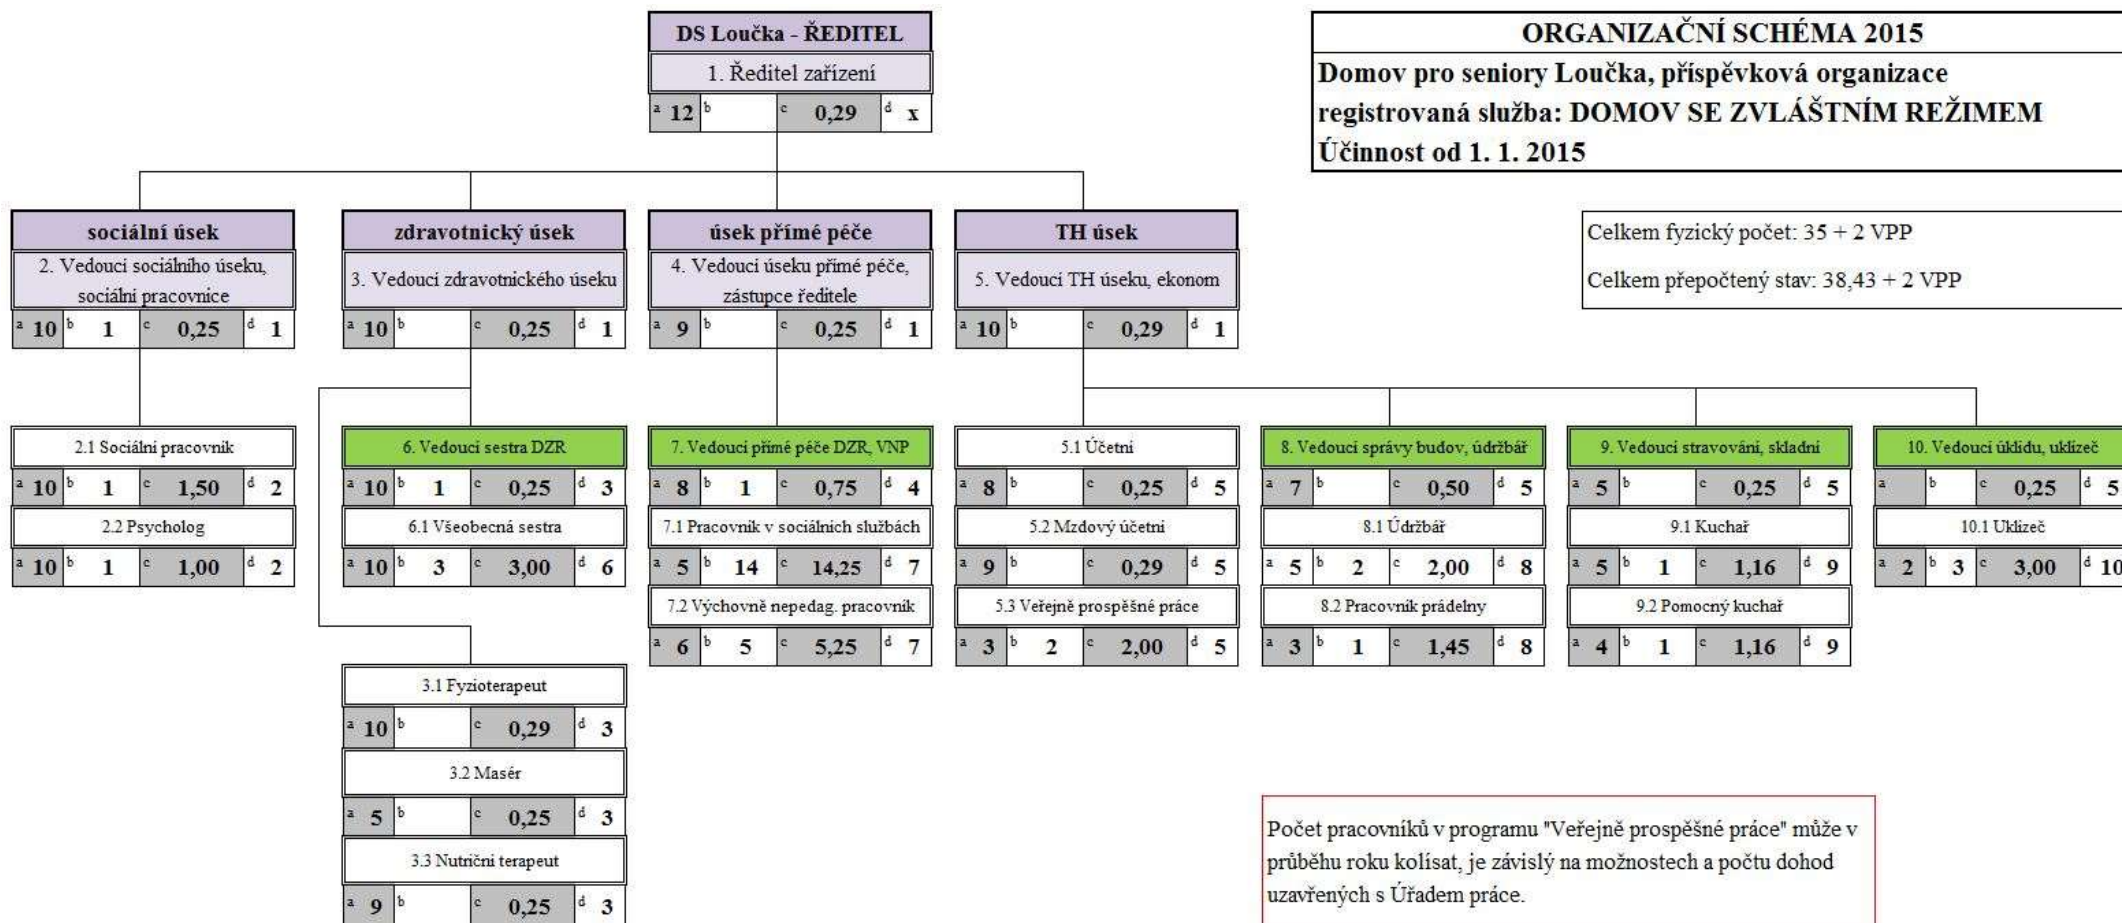 DS Loučka - ŘEDITEL
1. Ředitel zařízení
a 12 b c 0,29 d x
ORGANIZAČNÍ SCHÉMA 2015
Domov pro seniory Loučka, příspěvková organizace
registrovaná služba: DOMOV SE ZVLÁŠTNÍM REŽIMEM
Účinnost od 1. 1. 2015
Celkem fyzický počet: 35 + 2 VPP
Celkem přepočtený stav: 38,43 + 2 VPP
sociální úsek
2. Vedoucí sociálního úseku,
sociální pracovnice
a 10 b 1 c 0,25 d 1
zdravotnický úsek
3. Vedoucí zdravotnického úseku
a 10 b c 0,25 d 1
úsek přímé péče
4. Vedoucí úseku přímé péče,
zástupce ředitele
a 9 b c 0,25 d 1
TH úsek
5. Vedoucí TH úseku, ekonom
a 10 b c 0,29 d 1
2.1 Sociální pracovník
a 10 b 1 c 1,50 d 2
2.2 Psycholog
a 10 b 1 c 1,00 d 2
6. Vedoucí sestra DZR
a 10 b 1 c 0,25 d 3
6.1 Všeobecná sestra
a 10 b 3 c 3,00 d 6
3.1 Fyzioterapeut
a 10 b c 0,29 d 3
3.2 Masér
a 5 b c 0,25 d 3
3.3 Nutriční terapeut
a 9 b c 0,25 d 3
7. Vedoucí přímé péče DZR, VNP
a 8 b 1 c 0,75 d 4
7.1 Pracovník v sociálních službách
a 5 b 14 c 14,25 d 7
7.2 Výchovně nepedag. pracovník
a 6 b 5 c 5,25 d 7
5.1 Účetní
a 8 b c 0,25 d 5
5.2 Mzdový účetní
a 9 b c 0,29 d 5
5.3 Veřejně prospěšné práce
a 3 b 2 c 2,00 d 5
8. Vedoucí správy budov, údržbář
a 7 b c 0,50 d 5
8.1 Údržbář
a 5 b 2 c 2,00 d 8
8.2 Pracovník prádelny
a 3 b 1 c 1,45 d 8
9. Vedoucí stravování, skladní
a 5 b c 0,25 d 5
9.1 Kuchař
a 5 b 1 c 1,16 d 9
9.2 Pomocný kuchař
a 4 b 1 c 1,16 d 9
10. Vedoucí úklidu, uklízeč
a b c 0,25 d 5
10.1 Uklízeč
a 2 b 3 c 3,00 d 10
Počet pracovníků v programu "Veřejně prospěšné práce" může v
průběhu roku kolísat, je závislý na možnostech a počtu dohod
uzavřených s Úřadem práce.